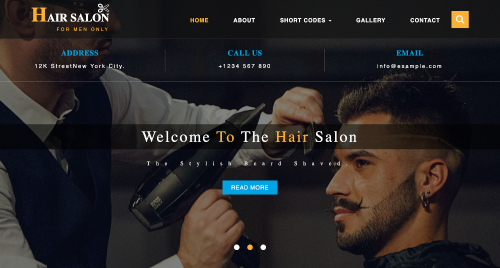 HAIR SALON
FOR MEN ONLY
HOME ABOUT SHORT CODES GALLERY CONTACT
ADDRESS CALL US EMAIL
12K StreetNew York City. +1234 567 890 info@example.com
Welcome To The Hair Salon
The Stylish Beard Shaved
READ MORE